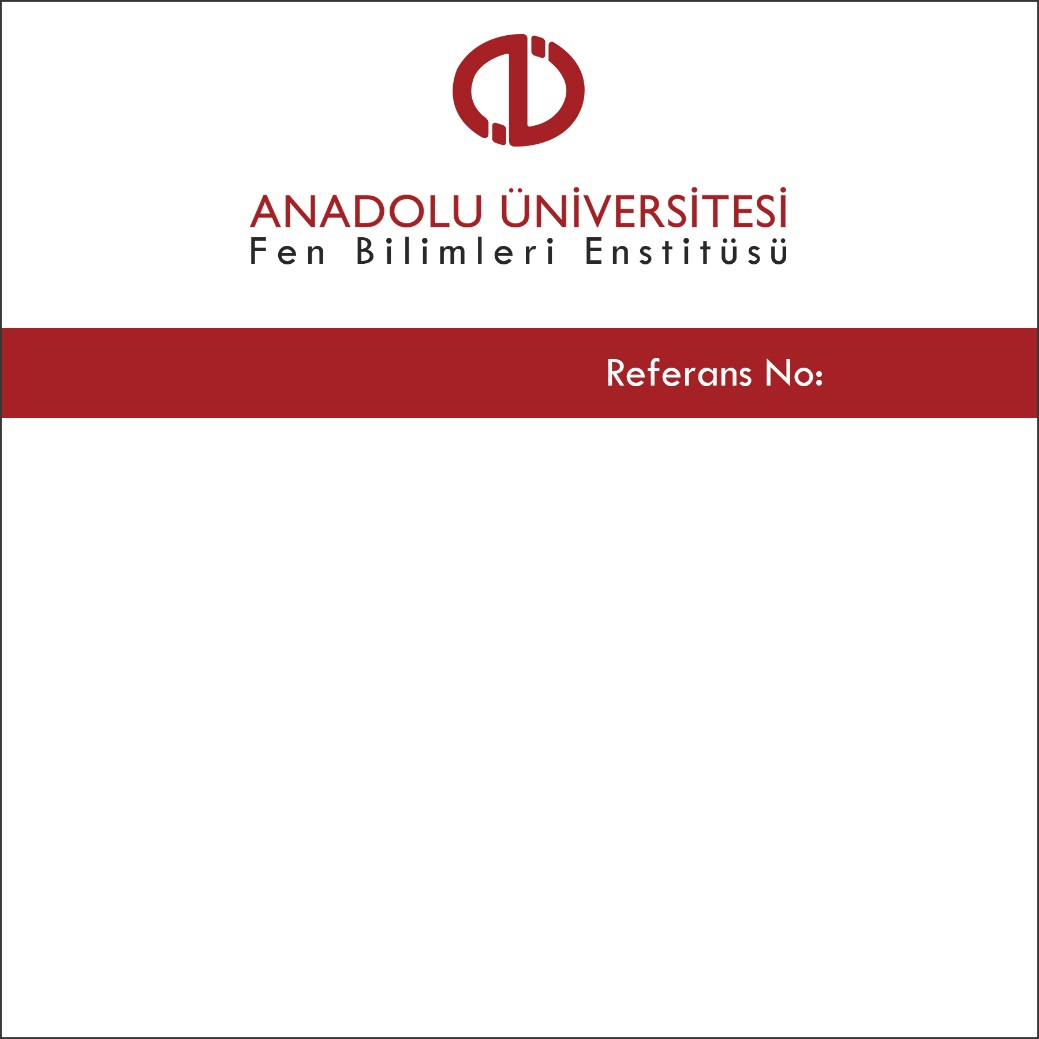 ANADOLU ÜNİVERSİTESİ
Fen Bilimleri Enstitüsü
Referans No: